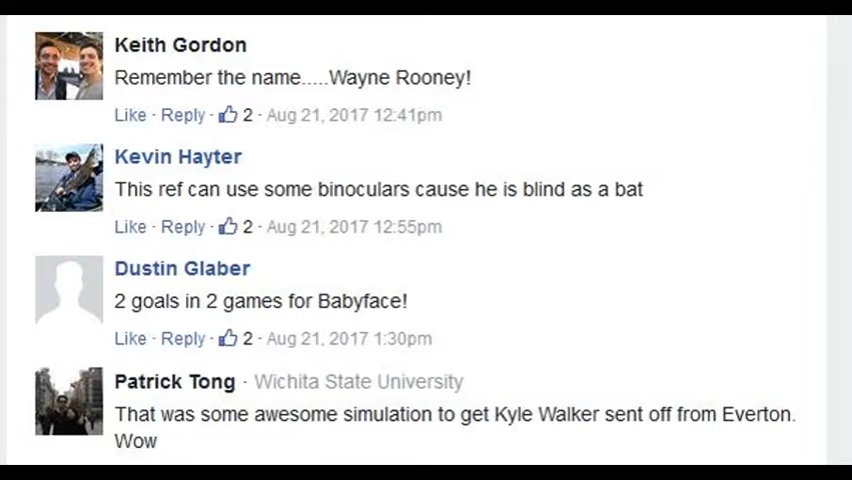 Keith Gordon
Remember the name.....Wayne Rooney!
Like · Reply · 2 · Aug 21, 2017 12:41pm
Kevin Hayter
This ref can use some binoculars cause he is blind as a bat
Like · Reply · 2 · Aug 21, 2017 12:55pm
Dustin Glaber
2 goals in 2 games for Babyface!
Like · Reply · 2 · Aug 21, 2017 1:30pm
Patrick Tong · Wichita State University
That was some awesome simulation to get Kyle Walker sent off from Everton.
Wow